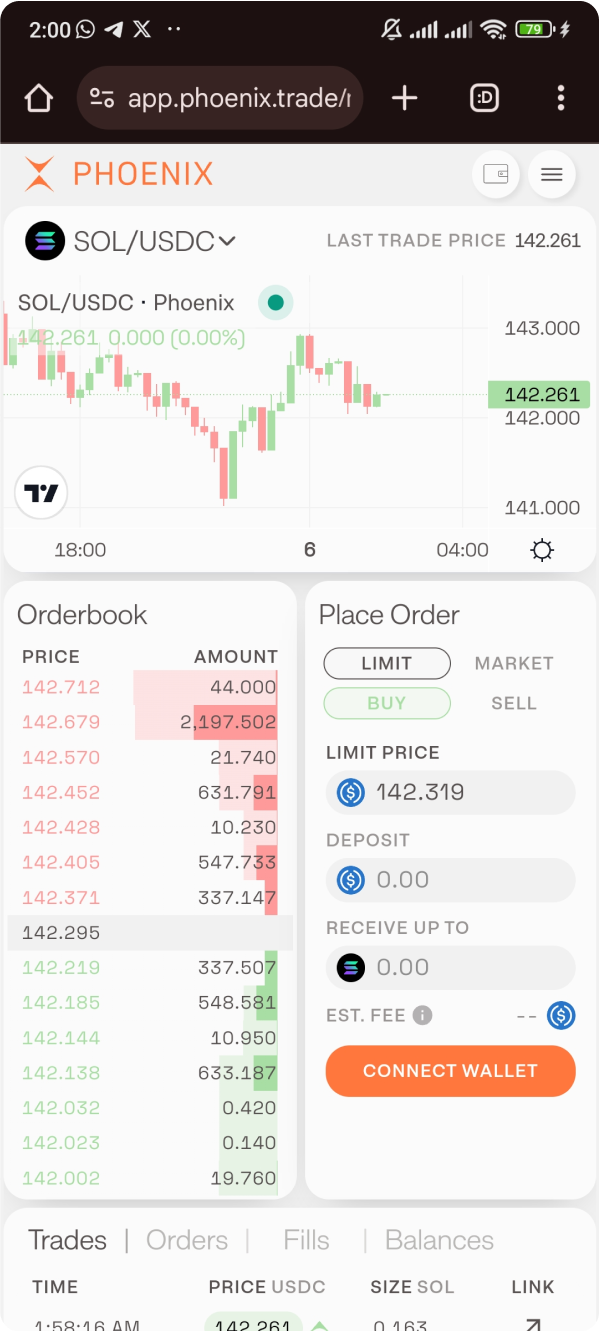 2:00 79
app.phoenix.trade/r :D
PHOENIX
SOL/USDC LAST TRADE PRICE 142.261
SOL/USDC · Phoenix
142.261 0.000 (0.00%)
143.000
142.261
142.000
141.000
18:00 6 04:00
Orderbook
PRICE AMOUNT
142.712 44.000
142.679 2,197.502
142.570 21.740
142.452 631.791
142.428 10.230
142.405 547.733
142.371 337.147
142.295
142.219 337.507
142.185 548.581
142.144 10.950
142.138 633.187
142.032 0.420
142.023 0.140
142.002 19.760
Place Order
LIMIT MARKET
BUY SELL
LIMIT PRICE
142.319
DEPOSIT
0.00
RECEIVE UP TO
0.00
EST. FEE --
CONNECT WALLET
Trades | Orders | Fills | Balances
TIME PRICE USDC SIZE SOL LINK
1:58:16 AM 142.261 0.163